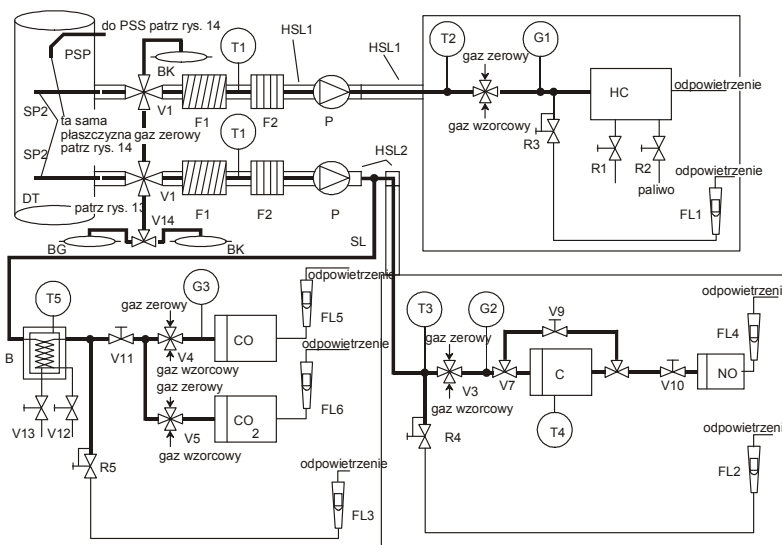 do PSS patrz rys. 14
PSP
BK
T1
HSL1
HSL1
T2
gaz zerowy
G1
HC
odpowietrzenie
SP2
ta sama
płaszczyzna
patrz rys. 14
gaz zerowy
V1
F1
F2
P
gaz wzorcowy
R3
R1
R2
paliwo
odpowietrzenie
FL1
SP2
T1
HSL2
DT
patrz rys. 13
V1
F1
F2
P
V14
BG
BK
SL
T5
B
V13
V12
V11
gaz zerowy
V4
gaz wzorcowy
G3
CO
odpowietrzenie
FL5
odpowietrzenie
gaz zerowy
V5
gaz wzorcowy
CO
2
FL6
R5
odpowietrzenie
FL3
T3
gaz zerowy
G2
V3
gaz wzorcowy
V7
V9
C
T4
V10
NO
odpowietrzenie
FL4
R4
odpowietrzenie
FL2